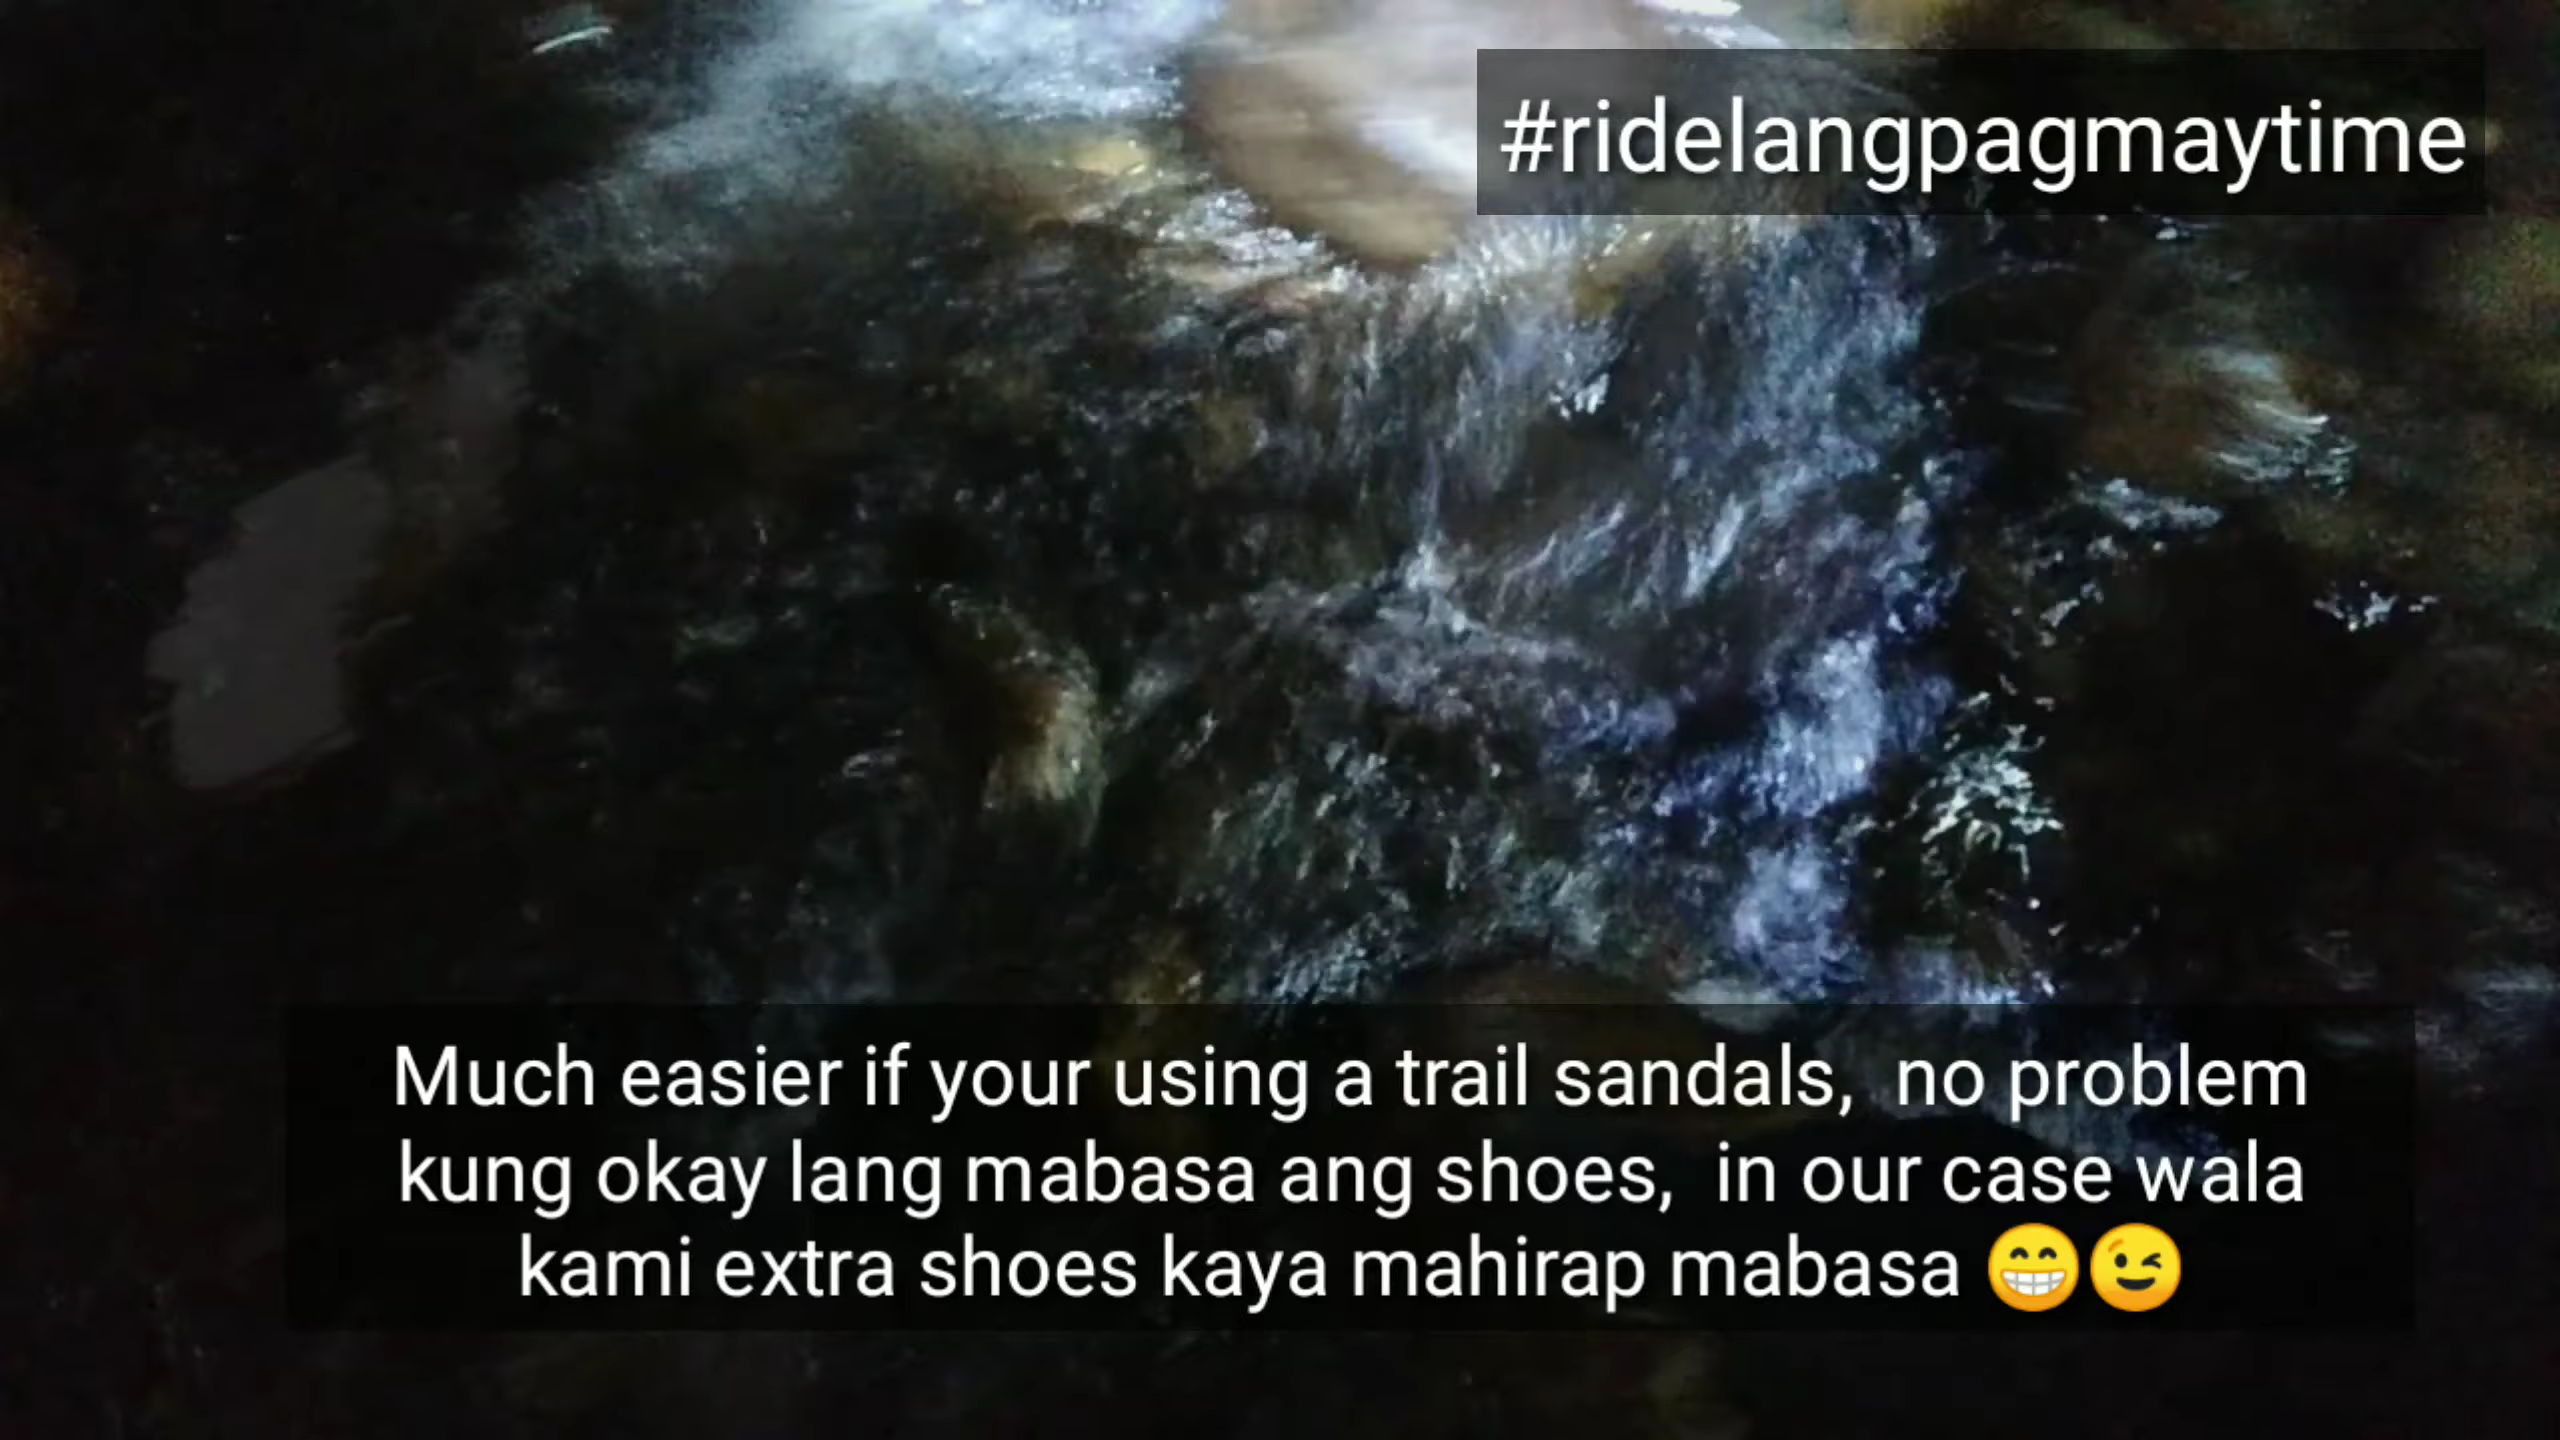 #ridelangpagmaytime
Much easier if your using a trail sandals,  no problem
kung okay lang mabasa ang shoes,  in our case wala
kami extra shoes kaya mahirap mabasa 😁😉